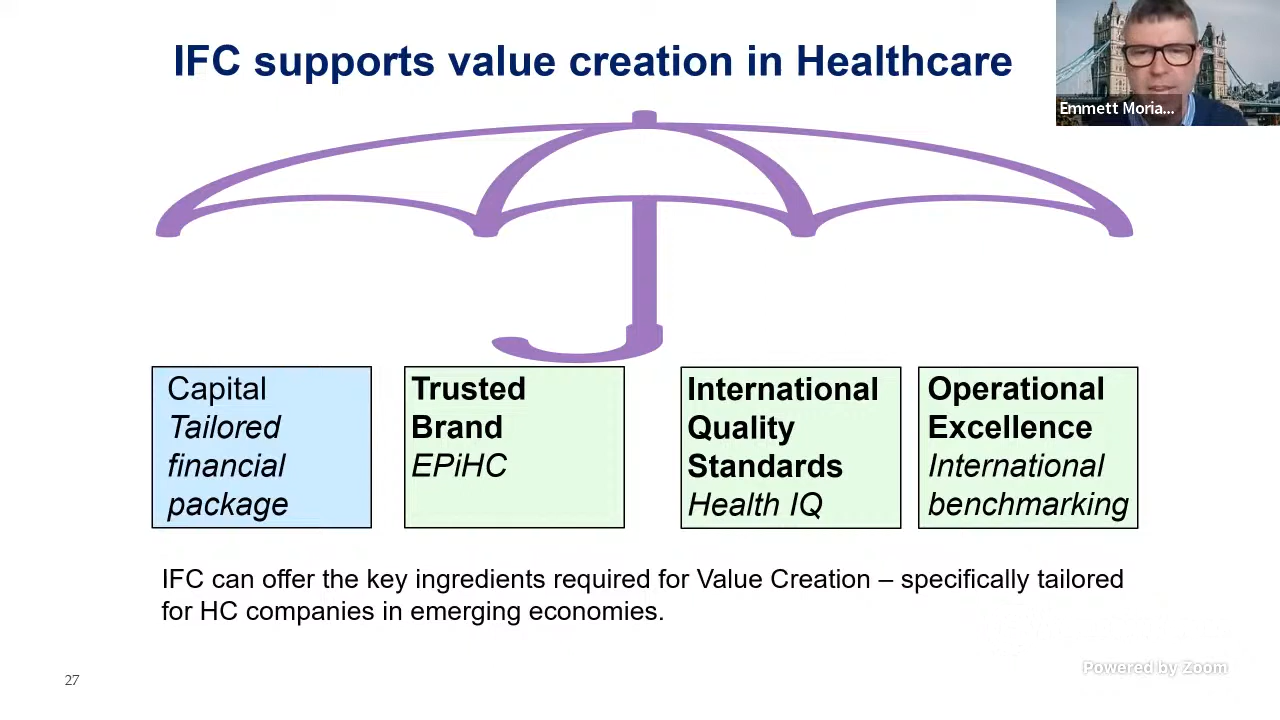 IFC supports value creation in Healthcare
Emmett Moria...
Capital
Tailored
financial
package
Trusted
Brand
EPiHC
International
Quality
Standards
Health IQ
Operational
Excellence
International
benchmarking
IFC can offer the key ingredients required for Value Creation – specifically tailored
for HC companies in emerging economies.
27
Powered by Zoom